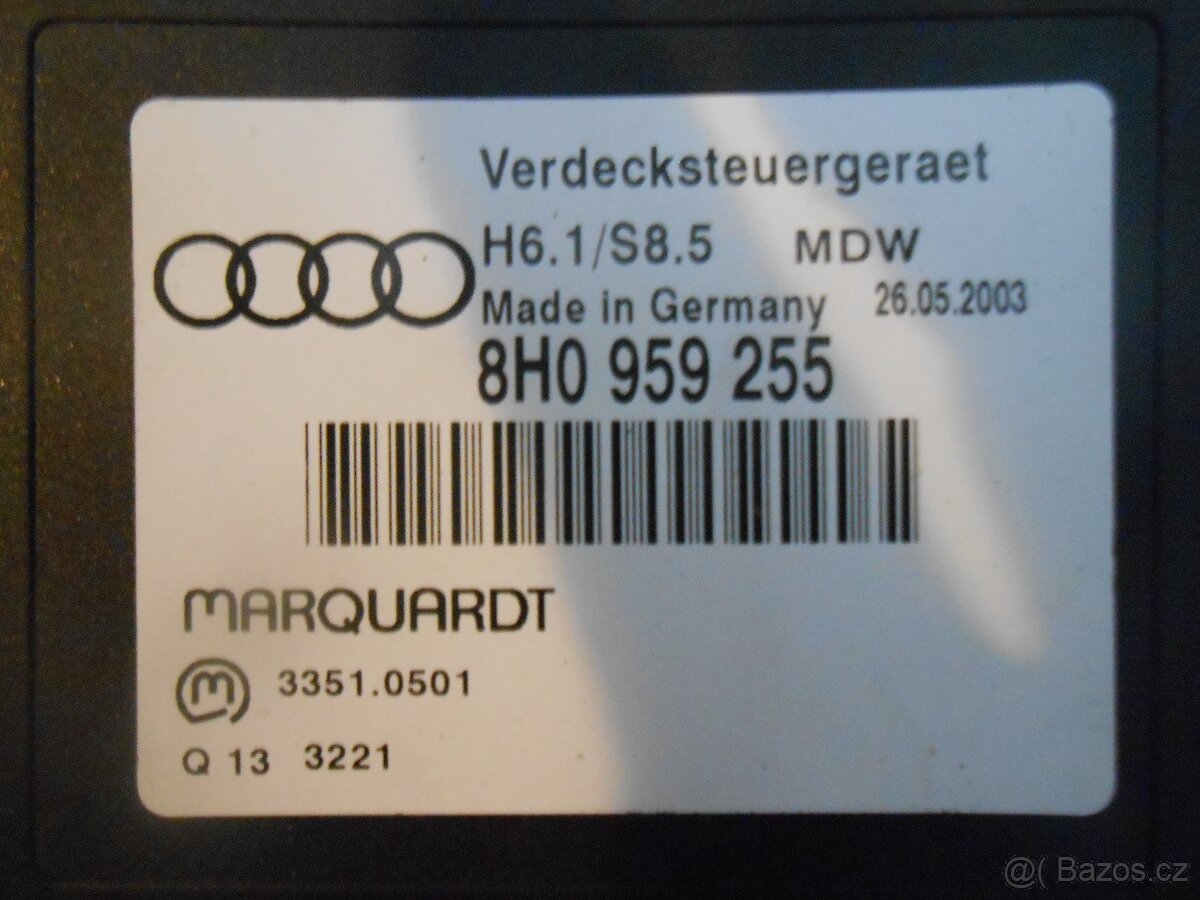 Verdecksteuergeraet
H6.1/S8.5 MDW
Made in Germany 26.05.2003
8H0 959 255
MARQUARDT
m 3351.0501
Q 13 3221
@( Bazos.cz